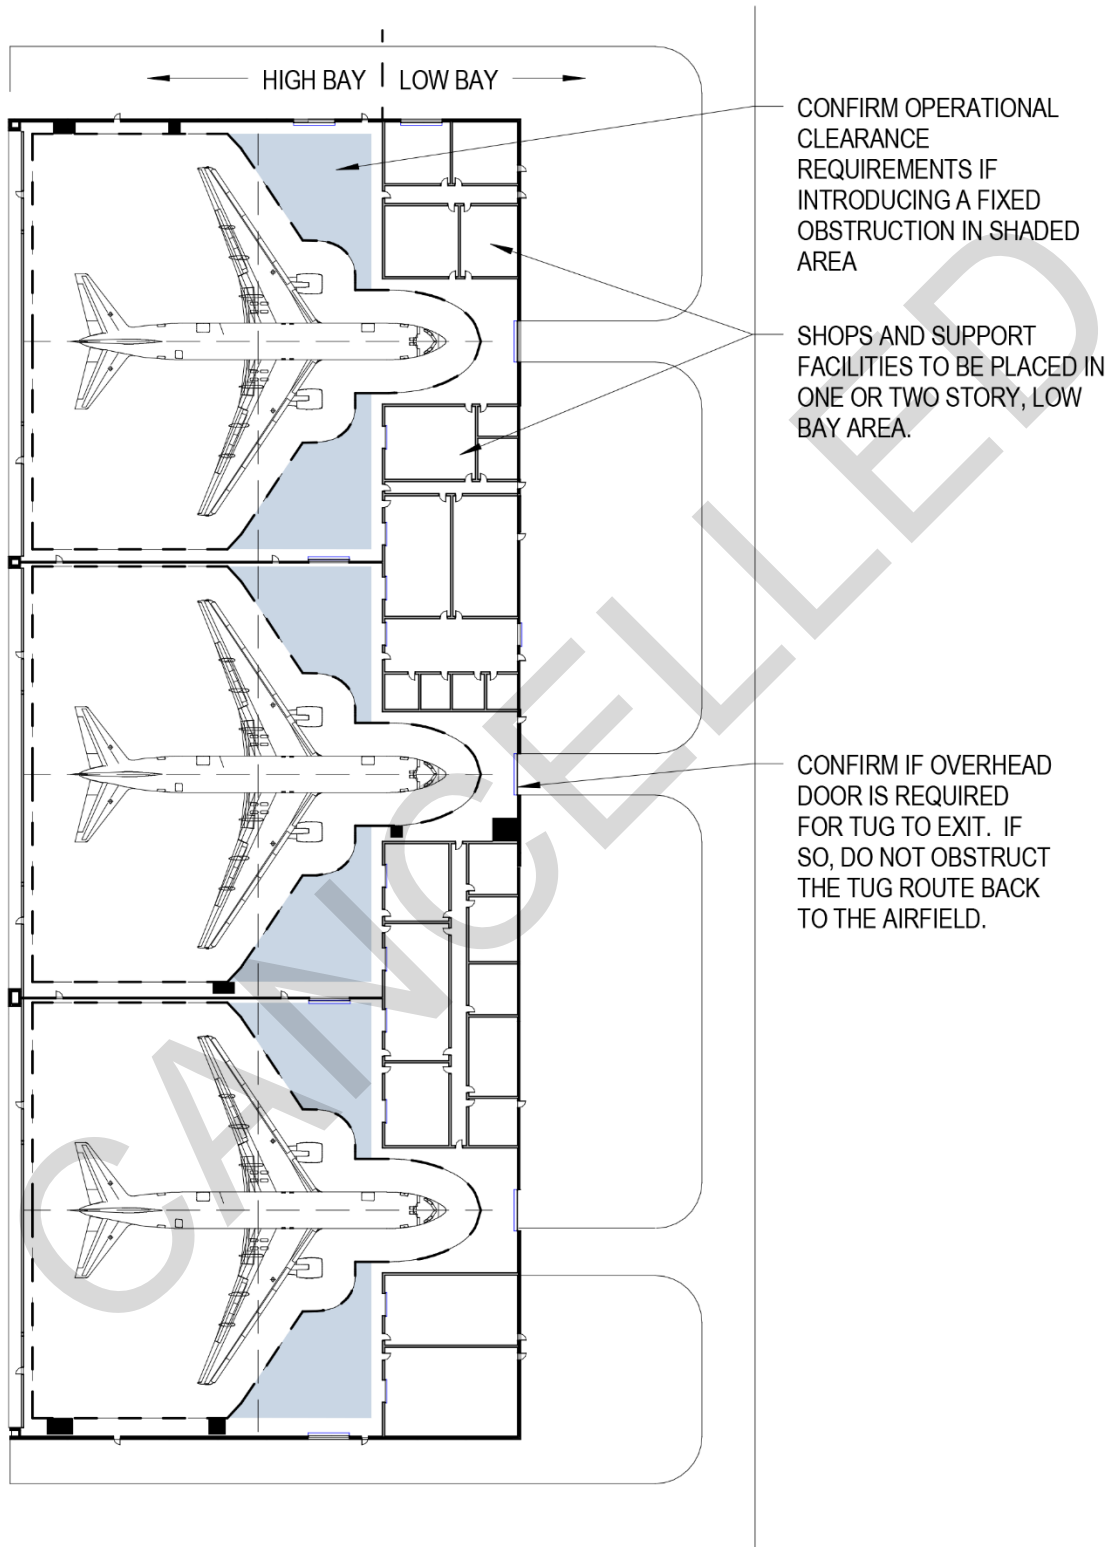 HIGH BAY
LOW BAY
CONFIRM OPERATIONAL
CLEARANCE
REQUIREMENTS IF
INTRODUCING A FIXED
OBSTRUCTION IN SHADED
AREA
SHOPS AND SUPPORT
FACILITIES TO BE PLACED IN
ONE OR TWO STORY, LOW
BAY AREA.
CONFIRM IF OVERHEAD
DOOR IS REQUIRED
FOR TUG TO EXIT. IF
SO, DO NOT OBSTRUCT
THE TUG ROUTE BACK
TO THE AIRFIELD.
CANCELLED